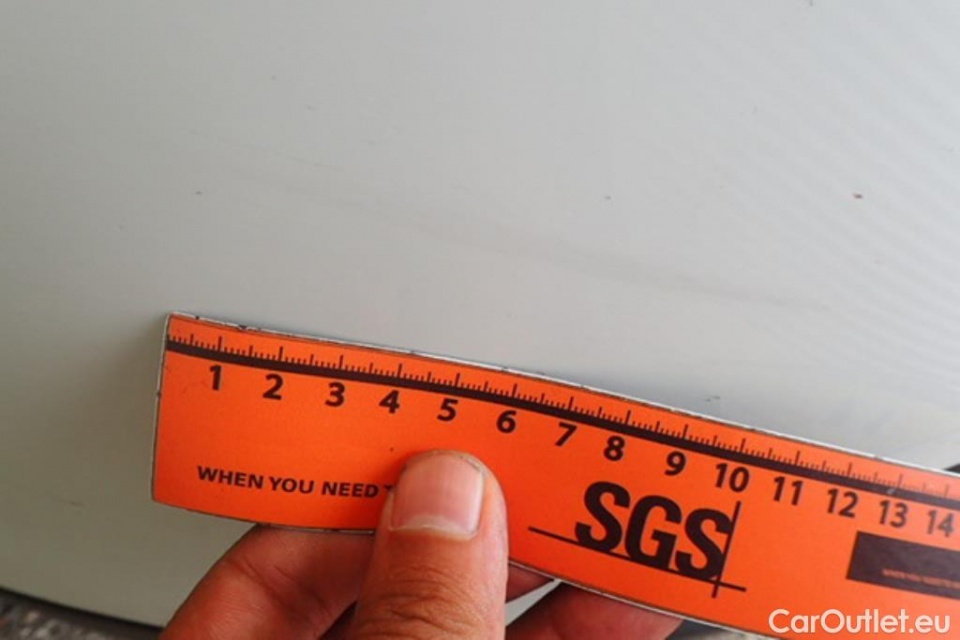 1 2 3 4 5 6 7 8 9 10 11 12 13 14
WHEN YOU NEED
SGS
CarOutlet.eu